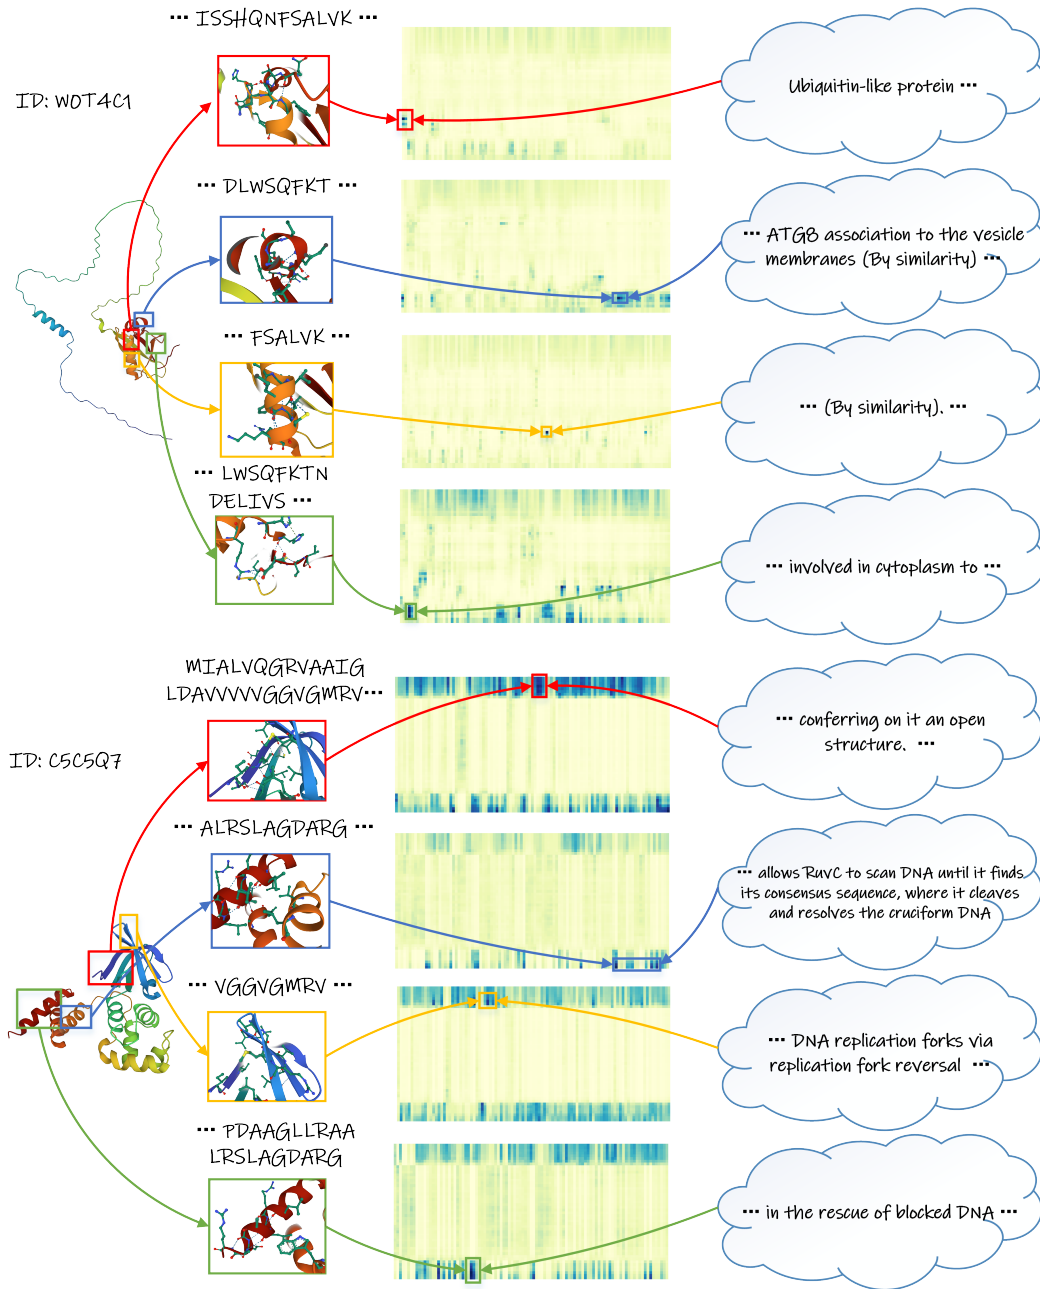 ··· ISSHQNFSALVK ···
ID: W0T4C1
Ubiquitin-like protein ···
··· DLWSQFKT ···
··· ATG8 association to the vesicle
membranes (By similarity) ···
··· FSALVK ···
··· (By similarity). ···
··· LWSQFKTN
DELIVS ···
··· involved in cytoplasm to ···
MIALVQGRVAAIG
LDAVVVVVGGVGMRV···
ID: C5C5Q7
··· conferring on it an open
structure. ···
··· ALRSLAGDARG ···
··· allows RuvC to scan DNA until it finds
its consensus sequence, where it cleaves
and resolves the cruciform DNA
··· VGGVGMRV ···
··· DNA replication forks via
replication fork reversal ···
··· PDAAGLLRAA
LRSLAGDARG
··· in the rescue of blocked DNA ···